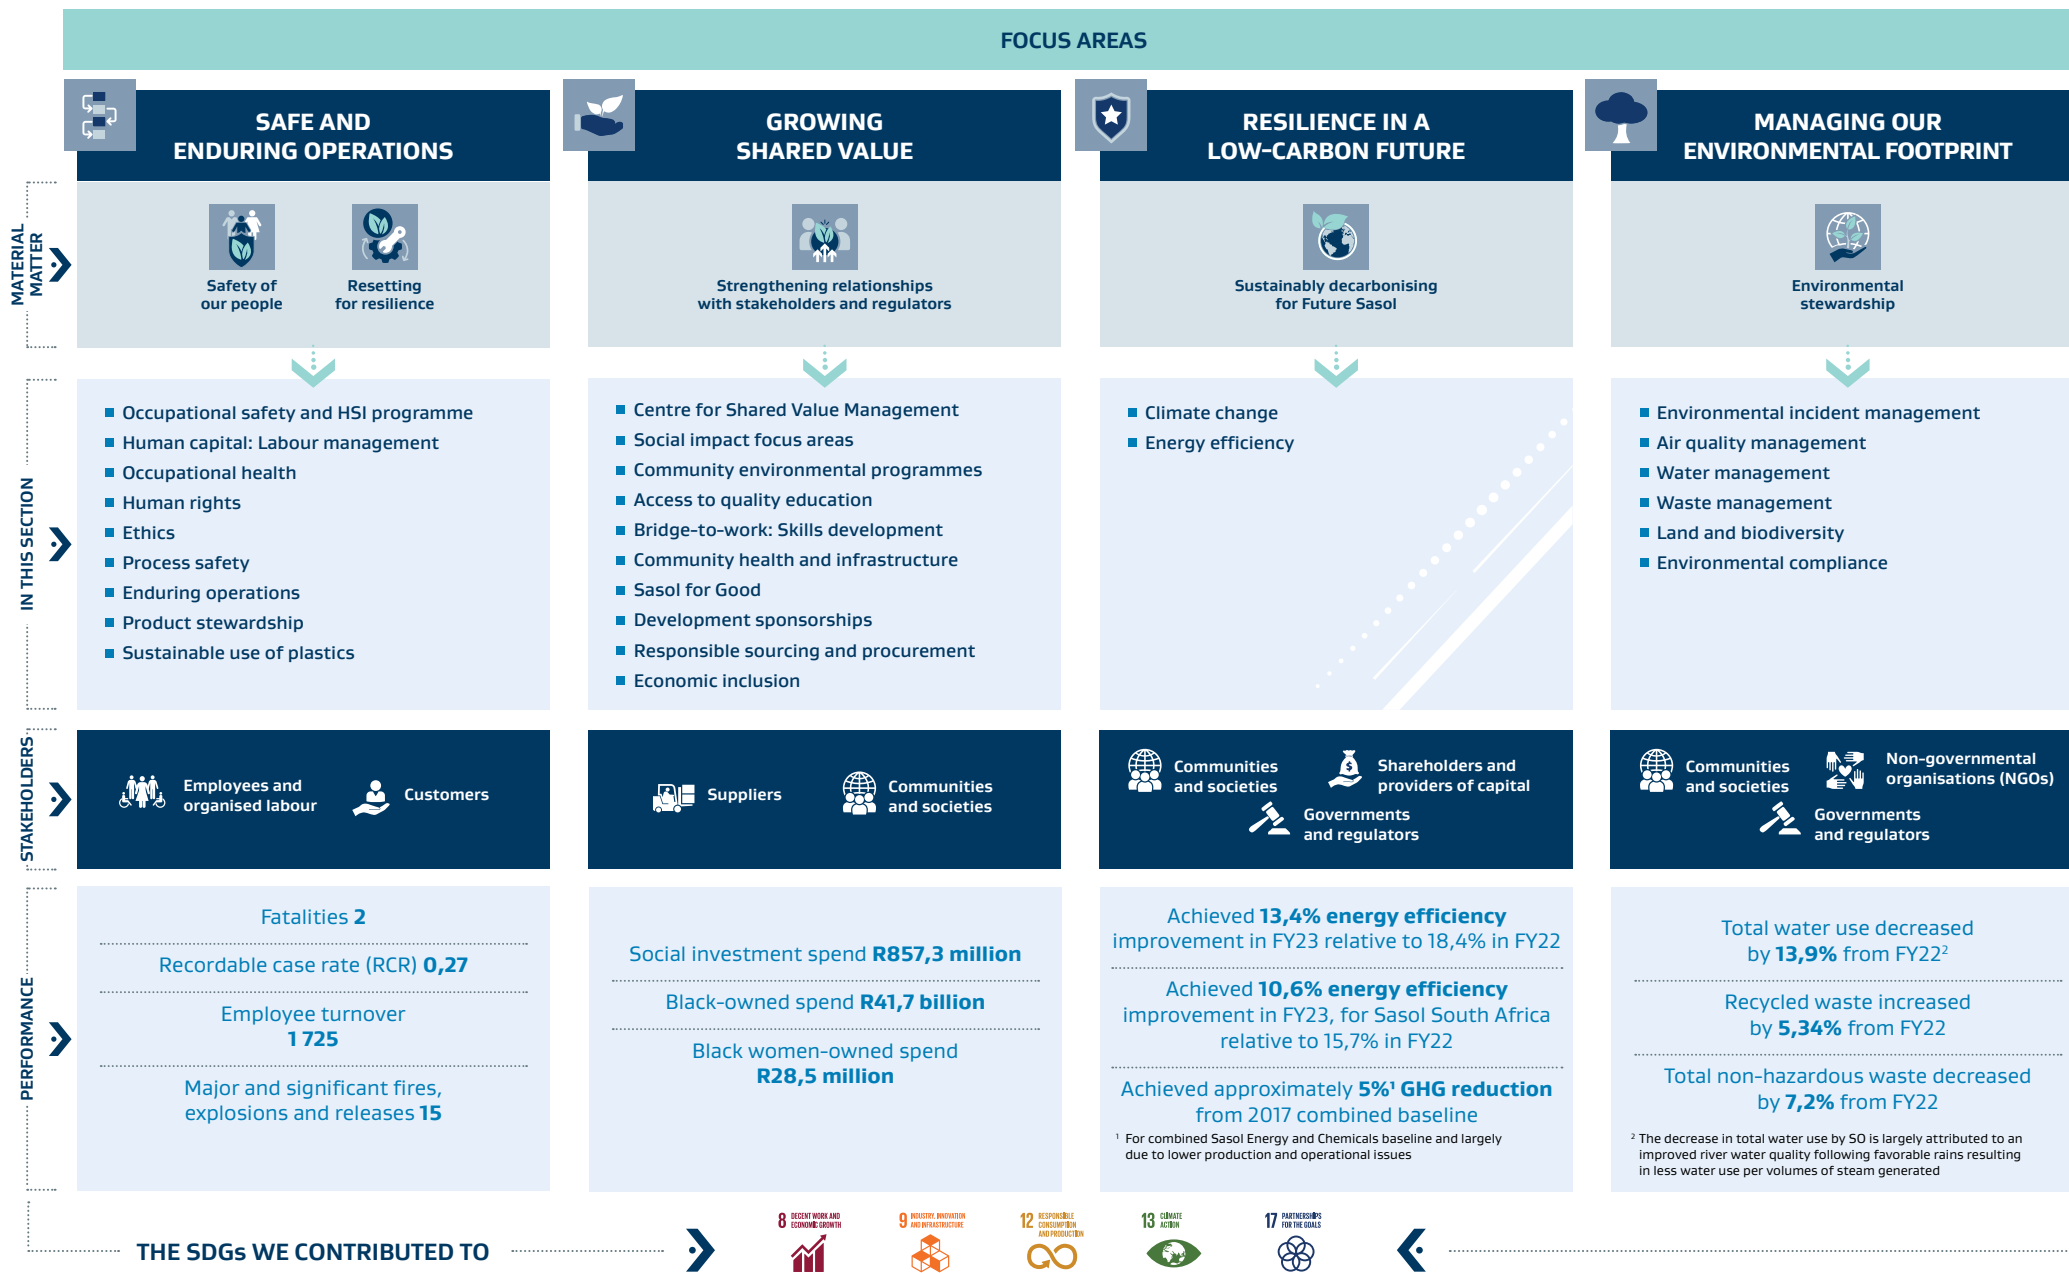 FOCUS AREAS
SAFE AND
ENDURING OPERATIONS
GROWING
SHARED VALUE
RESILIENCE IN A
LOW-CARBON FUTURE
MANAGING OUR
ENVIRONMENTAL FOOTPRINT
MATERIAL
MATTER
Safety of
our people
Resetting
for resilience
Strengthening relationships
with stakeholders and regulators
Sustainably decarbonising
for Future Sasol
Environmental
stewardship
IN THIS SECTION
Occupational safety and HSI programme
Human capital: Labour management
Occupational health
Human rights
Ethics
Process safety
Enduring operations
Product stewardship
Sustainable use of plastics
Centre for Shared Value Management
Social impact focus areas
Community environmental programmes
Access to quality education
Bridge-to-work: Skills development
Community health and infrastructure
Sasol for Good
Development sponsorships
Responsible sourcing and procurement
Economic inclusion
Climate change
Energy efficiency
Environmental incident management
Air quality management
Water management
Waste management
Land and biodiversity
Environmental compliance
STAKEHOLDERS
Employees and
organised labour
Customers
Suppliers
Communities
and societies
Communities
and societies
Shareholders and
providers of capital
Governments
and regulators
Communities
and societies
Non-governmental
organisations (NGOs)
Governments
and regulators
PERFORMANCE
Fatalities 2
Recordable case rate (RCR) 0,27
Employee turnover
1 725
Major and significant fires,
explosions and releases 15
Social investment spend R857,3 million
Black-owned spend R41,7 billion
Black women-owned spend
R28,5 million
Achieved 13,4% energy efficiency
improvement in FY23 relative to 18,4% in FY22
Achieved 10,6% energy efficiency
improvement in FY23, for Sasol South Africa
relative to 15,7% in FY22
Achieved approximately 5%¹ GHG reduction
from 2017 combined baseline
¹ For combined Sasol Energy and Chemicals baseline and largely
due to lower production and operational issues
Total water use decreased
by 13,9% from FY22²
Recycled waste increased
by 5,34% from FY22
Total non-hazardous waste decreased
by 7,2% from FY22
² The decrease in total water use by SO is largely attributed to an
improved river water quality following favorable rains resulting
in less water use per volumes of steam generated
THE SDGs WE CONTRIBUTED TO
8 DECENT WORK AND
ECONOMIC GROWTH
9 INDUSTRY, INNOVATION
AND INFRASTRUCTURE
12 RESPONSIBLE
CONSUMPTION
AND PRODUCTION
13 CLIMATE
ACTION
17 PARTNERSHIPS
FOR THE GOALS